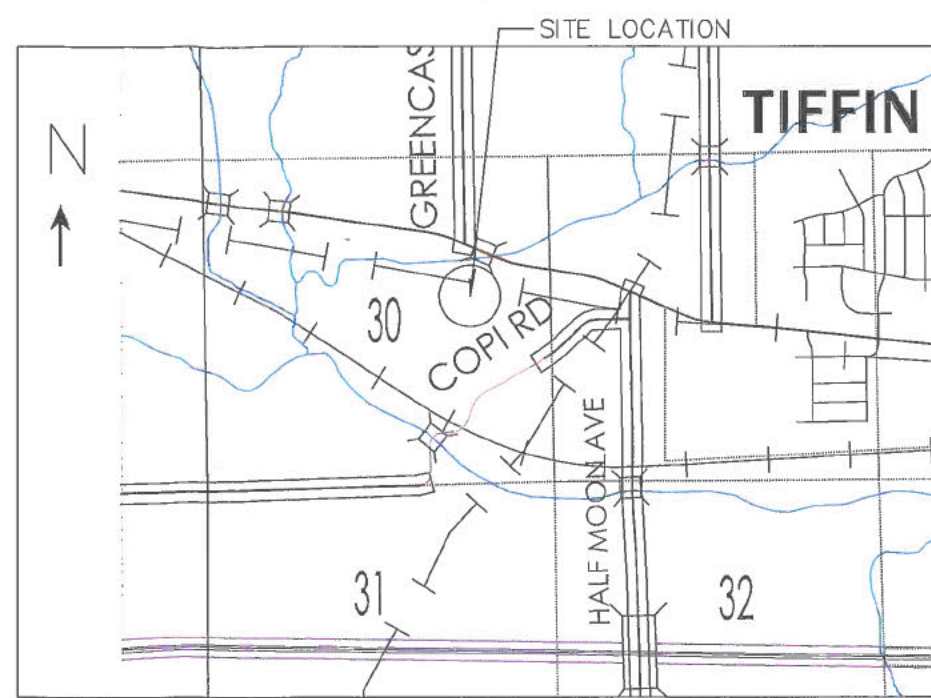 SITE LOCATION
TIFFIN
N
GREENCAS
30
COPI RD
HALF MOON AVE
31
32